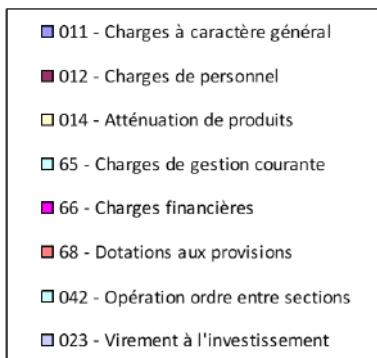 011 - Charges à caractère général
012 - Charges de personnel
014 - Atténuation de produits
65 - Charges de gestion courante
66 - Charges financières
68 - Dotations aux provisions
042 - Opération ordre entre sections
023 - Virement à l'investissement